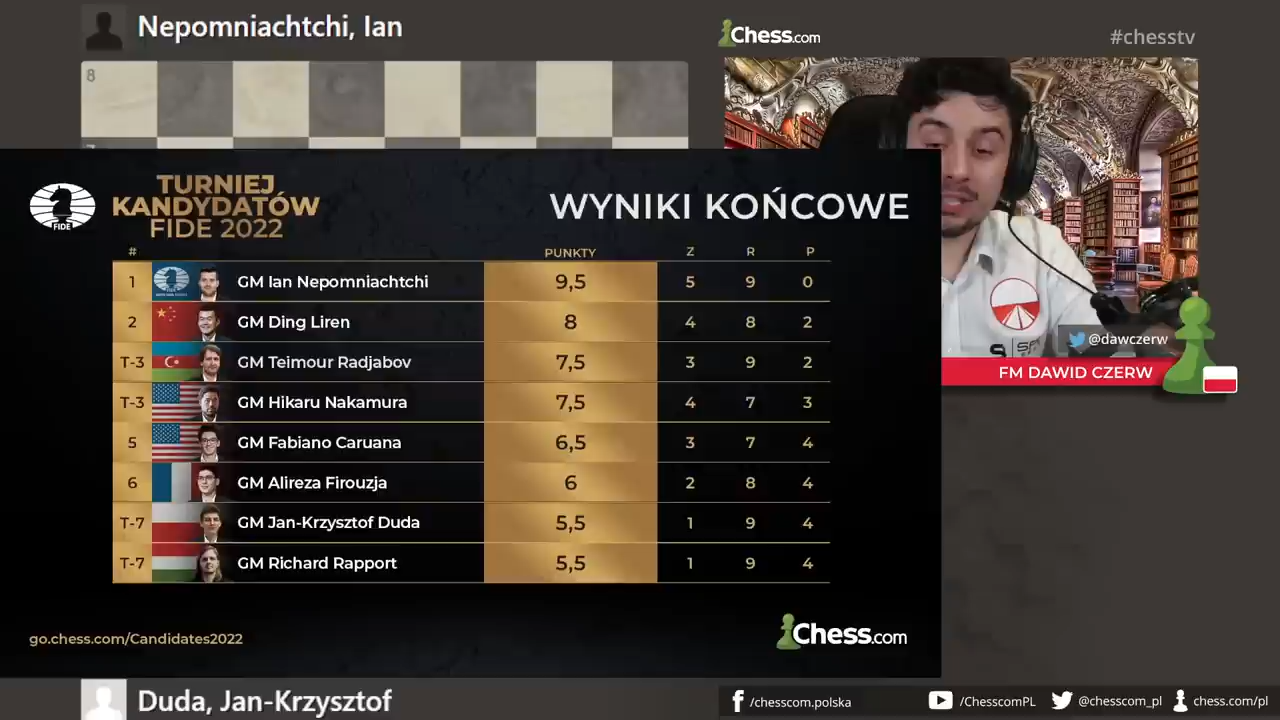 Nepomniachtchi, Ian
Chess.com
#chesstv
8
TURNIEJ
KANDYDATÓW
FIDE 2022
FIDE
WYNIKI KOŃCOWE
# PUNKTY Z R P
1 GM Ian Nepomniachtchi 9,5 5 9 0
2 GM Ding Liren 8 4 8 2
T-3 GM Teimour Radjabov 7,5 3 9 2
T-3 GM Hikaru Nakamura 7,5 4 7 3
5 GM Fabiano Caruana 6,5 3 7 4
6 GM Alireza Firouzja 6 2 8 4
T-7 GM Jan-Krzysztof Duda 5,5 1 9 4
T-7 GM Richard Rapport 5,5 1 9 4
@dawczerw
FM DAWID CZERW
go.chess.com/Candidates2022
Chess.com
Duda, Jan-Krzysztof
/chesscom.polska
/ChesscomPL
@chesscom_pl
chess.com/pl